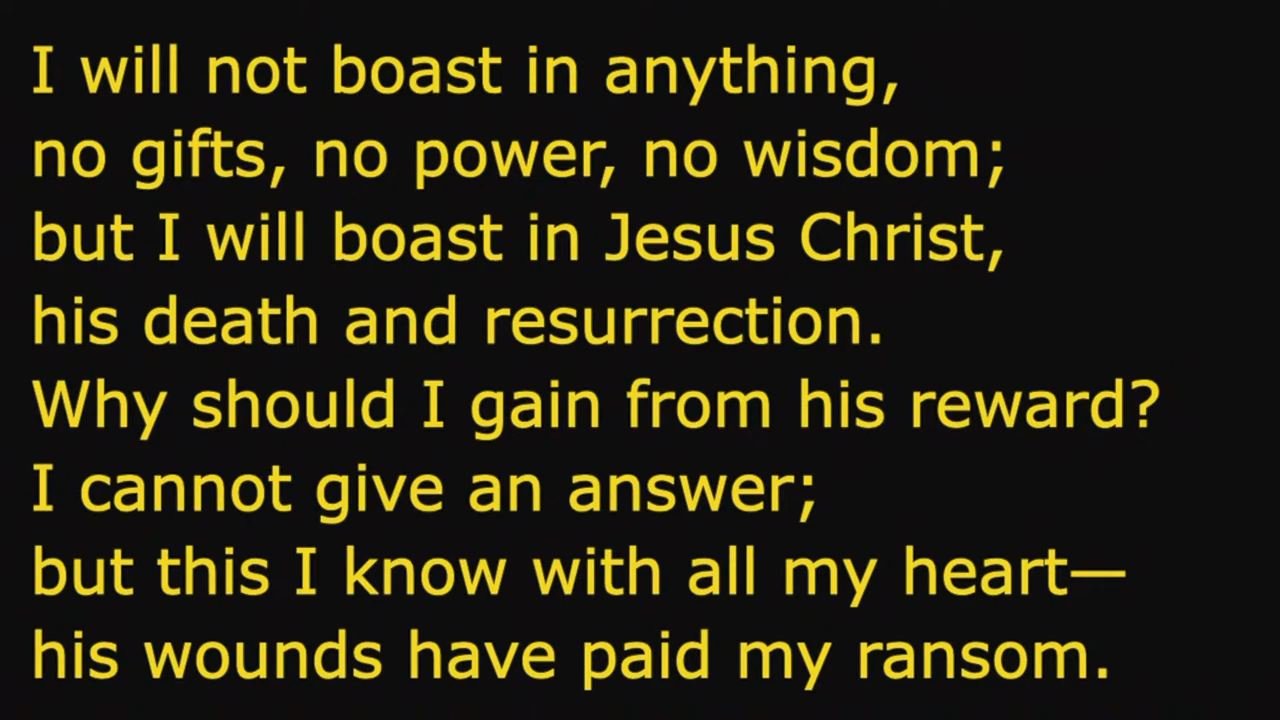 I will not boast in anything,
no gifts, no power, no wisdom;
but I will boast in Jesus Christ,
his death and resurrection.
Why should I gain from his reward?
I cannot give an answer;
but this I know with all my heart—
his wounds have paid my ransom.